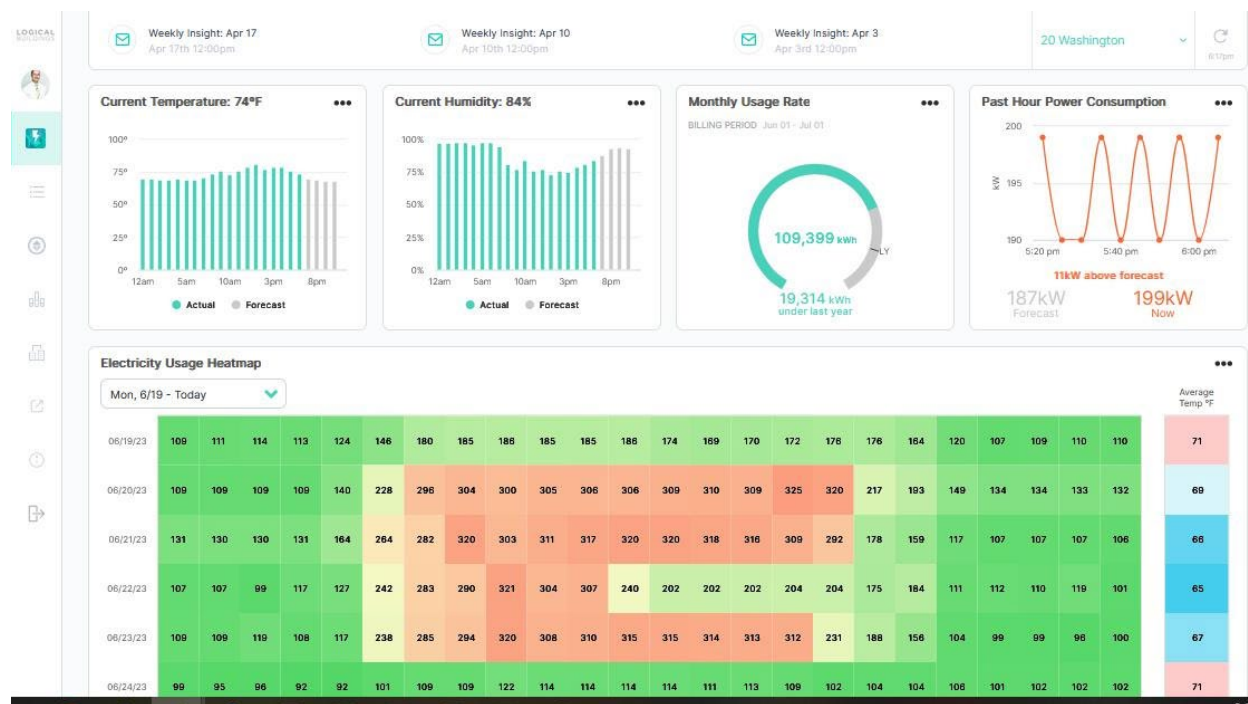 LOGICAL
BUILDINGS
Weekly Insight: Apr 17
Apr 17th 12:00pm
Weekly Insight: Apr 10
Apr 10th 12:00pm
Weekly Insight: Apr 3
Apr 3rd 12:00pm
20 Washington
6:17pm
Current Temperature: 74°F
100°
75°
50°
25°
0°
12am 5am 10am 3pm 8pm
Actual Forecast
Current Humidity: 84%
100%
75%
50%
25%
0%
12am 5am 10am 3pm 8pm
Actual Forecast
Monthly Usage Rate
BILLING PERIOD Jun 01 - Jul 01
109,399 kWh
LY
19,314 kWh
under last year
Past Hour Power Consumption
200
195
190
kW
5:20 pm 5:40 pm 6:00 pm
11kW above forecast
187kW 199kW
Forecast Now
Electricity Usage Heatmap
Mon, 6/19 - Today
Average
Temp °F
06/19/23 109 111 114 113 124 146 180 185 186 185 185 186 174 169 170 172 176 176 164 120 107 109 110 110 71
06/20/23 109 109 109 109 140 228 296 304 300 305 306 306 309 310 309 325 320 217 193 149 134 134 133 132 69
06/21/23 131 130 130 131 164 264 282 320 303 311 317 320 320 318 316 309 292 178 159 117 107 107 107 106 66
06/22/23 107 107 99 117 127 242 283 290 321 304 307 240 202 202 202 204 204 175 184 111 112 110 119 101 65
06/23/23 109 109 119 108 117 238 285 294 320 308 310 315 315 314 313 312 231 188 156 104 99 99 96 100 67
06/24/23 99 95 96 92 92 101 109 109 122 114 114 114 114 111 113 109 102 104 104 106 101 102 102 102 71